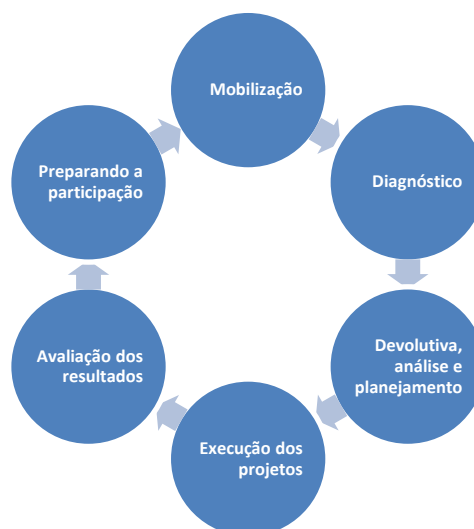 Mobilização
Diagnóstico
Devolutiva,
análise e
planejamento
Execução dos
projetos
Avaliação dos
resultados
Preparando a
participação